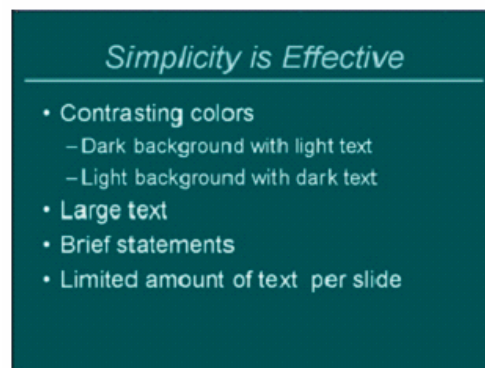 Simplicity is Effective
• Contrasting colors
– Dark background with light text
– Light background with dark text
• Large text
• Brief statements
• Limited amount of text per slide